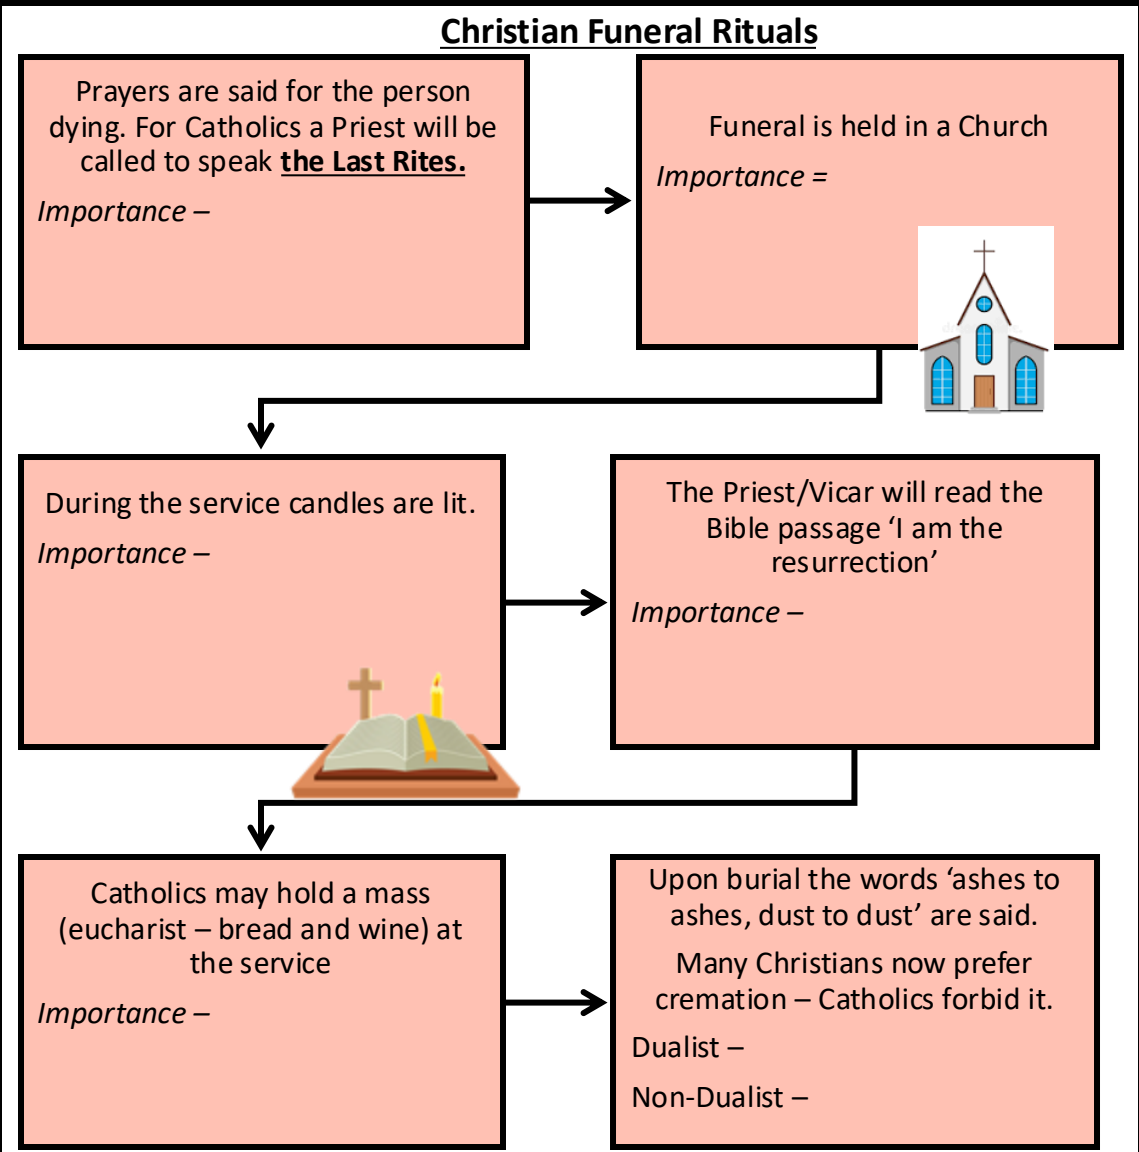 Christian Funeral Rituals
Prayers are said for the person
dying. For Catholics a Priest will be
called to speak the Last Rites.
Importance –
Funeral is held in a Church
Importance =
During the service candles are lit.
Importance –
The Priest/Vicar will read the
Bible passage ‘I am the
resurrection’
Importance –
Catholics may hold a mass
(eucharist – bread and wine) at
the service
Importance –
Upon burial the words ‘ashes to
ashes, dust to dust’ are said.
Many Christians now prefer
cremation – Catholics forbid it.
Dualist –
Non-Dualist –